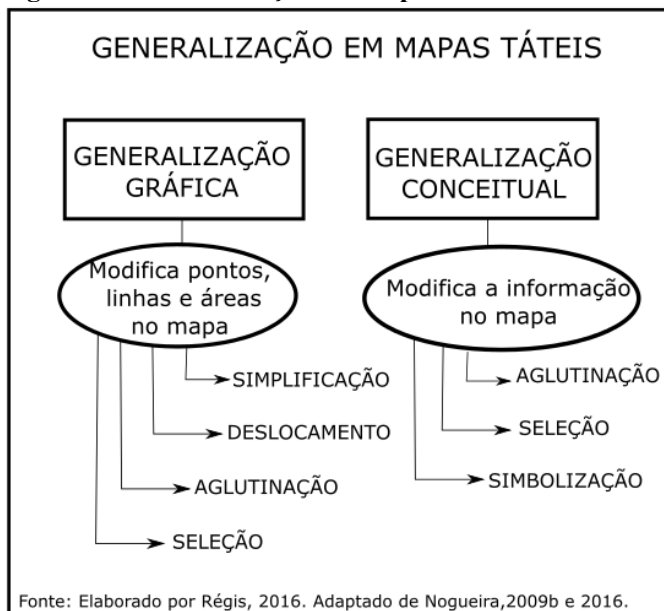 GENERALIZAÇÃO EM MAPAS TÁTEIS
GENERALIZAÇÃO
GRÁFICA
Modifica pontos,
linhas e áreas
no mapa
SIMPLIFICAÇÃO
DESLOCAMENTO
AGLUTINAÇÃO
SELEÇÃO
GENERALIZAÇÃO
CONCEITUAL
Modifica a informação
no mapa
AGLUTINAÇÃO
SELEÇÃO
SIMBOLIZAÇÃO
Fonte: Elaborado por Régis, 2016. Adaptado de Nogueira,2009b e 2016.